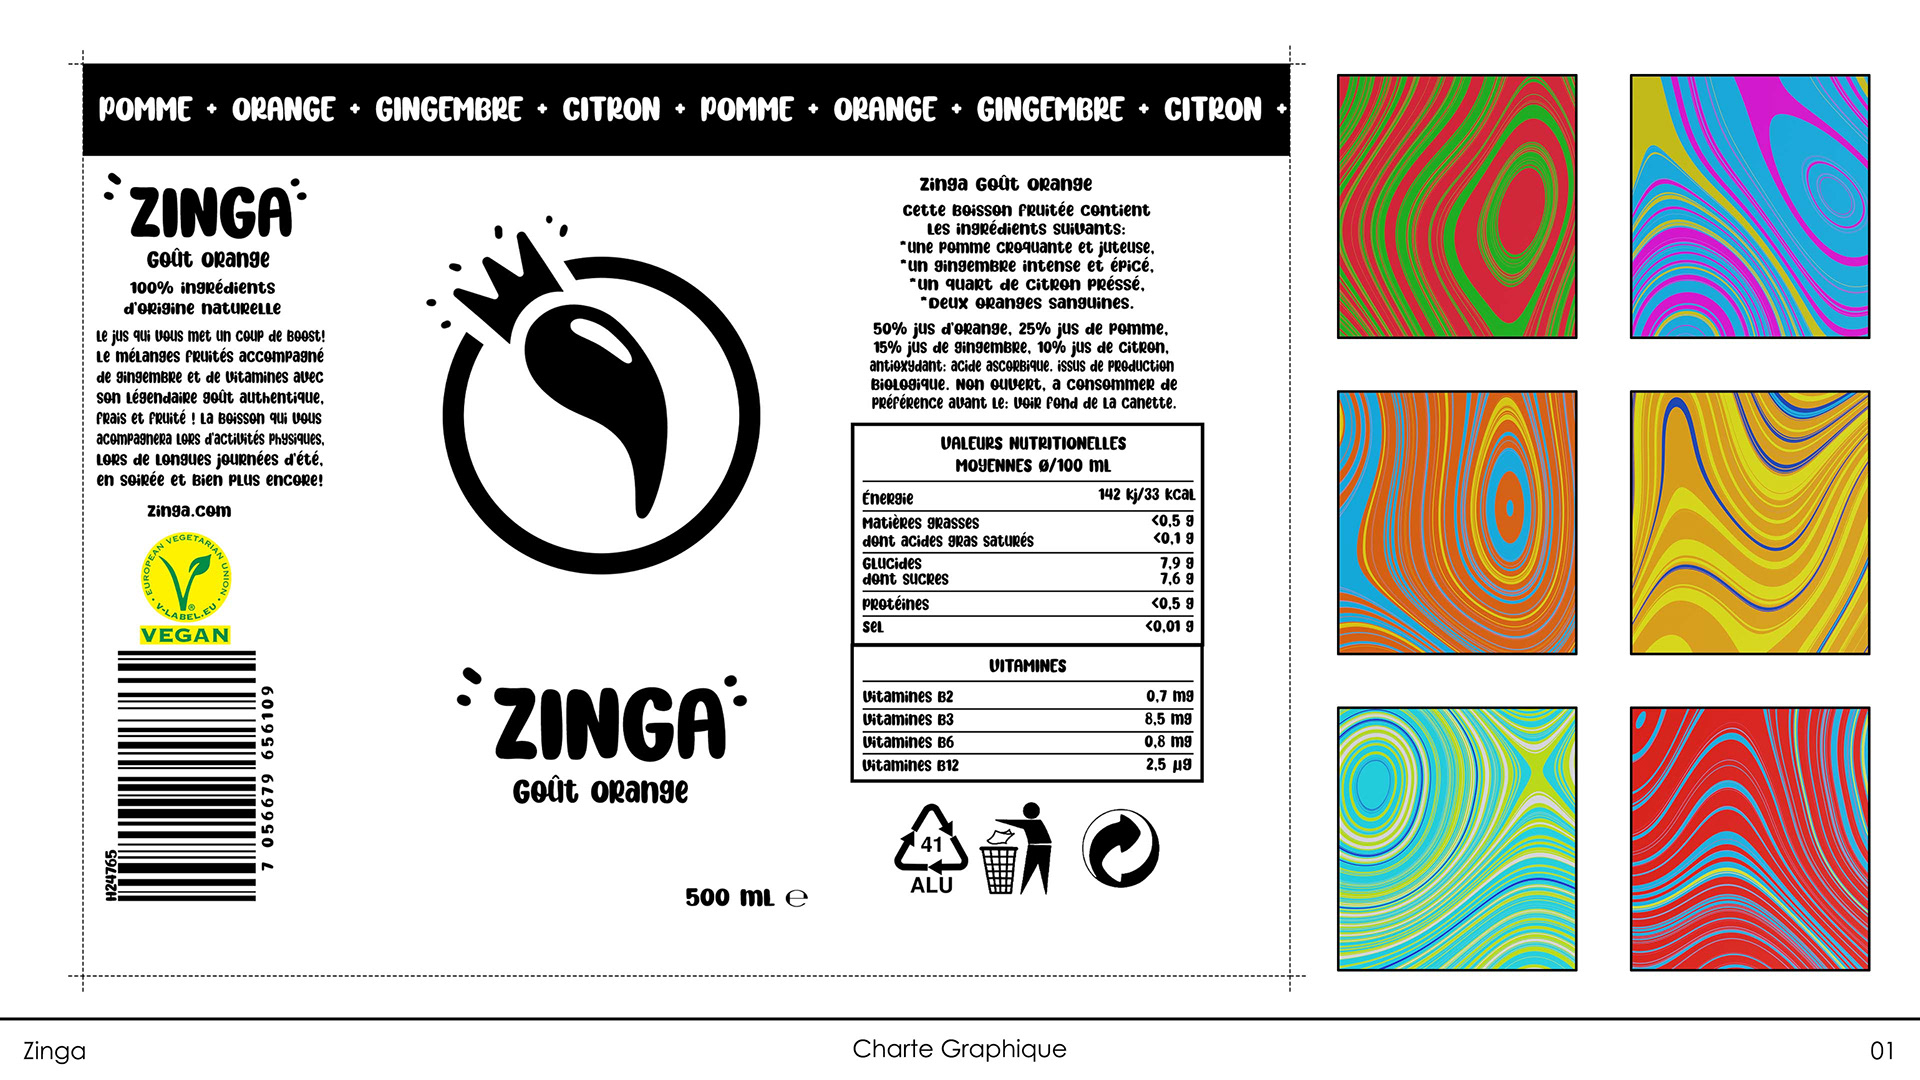 POMME + ORANGE + GINGEMBRE + CITRON + POMME + ORANGE + GINGEMBRE + CITRON +
ZINGA
Goût orange
100% ingrédients
d'origine naturelle
Le jus qui vous met un coup de boost!
Le mélanges fruités accompagné
de gingembre et de vitamines avec
son légendaire goût authentique,
frais et fruité ! La boisson qui vous
acompagnera lors d'activités physiques,
lors de longues journées d'été,
en soirée et bien plus encore!
zinga.com
EUROPEAN VEGETARIAN UNION
V-LABEL.EU
®
VEGAN
H24765
7 056679 656109
ZINGA
Goût orange
500 mL ℮
Zinga Goût orange
Cette boisson fruitée contient
les ingrédients suivants:
*une pomme croquante et juteuse,
*un gingembre intense et épicé,
*un quart de citron préssé,
*Deux oranges sanguines.
50% jus d'orange, 25% jus de pomme,
15% jus de gingembre, 10% jus de citron,
antioxydant: acide ascorbique. issus de production
biologique. Non ouvert, a consommer de
préférence avant le: voir fond de la canette.
VALEURS NUTRITIONELLES
MOYENNES Ø/100 mL
Énergie 142 kj/33 kcal
Matières grasses <0,5 g
dont acides gras saturés <0,1 g
Glucides 7,9 g
dont sucres 7,6 g
Protéines <0,5 g
Sel <0,01 g
VITAMINES
Vitamines B2 0,7 mg
Vitamines B3 8,5 mg
Vitamines B6 0,8 mg
Vitamines B12 2,5 µg
41
ALU
Zinga
Charte Graphique
01